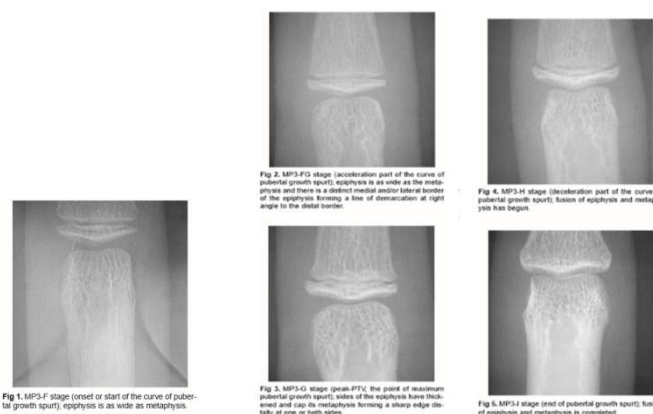 Fig 1. MP3-F stage (onset or start of the curve of puber-
tal growth spurt); epiphysis is as wide as metaphysis.
Fig 2. MP3-FG stage (acceleration part of the curve of
pubertal growth spurt); epiphysis is as wide as the meta-
physis and there is a distinct medial and/or lateral border
of the epiphysis forming a line of demarcation at right
angle to the distal border.
Fig 3. MP3-G stage (peak-PTV, the point of maximum
pubertal growth spurt); sides of the epiphysis have thick-
ened and cap its metaphysis forming a sharp edge dis-
tally at one or both sides.
Fig 4. MP3-H stage (deceleration part of the curve
pubertal growth spurt); fusion of epiphysis and metap
ysis has begun.
Fig 5. MP3-I stage (end of pubertal growth spurt); fus
of epiphysis and metaphysis is completed.